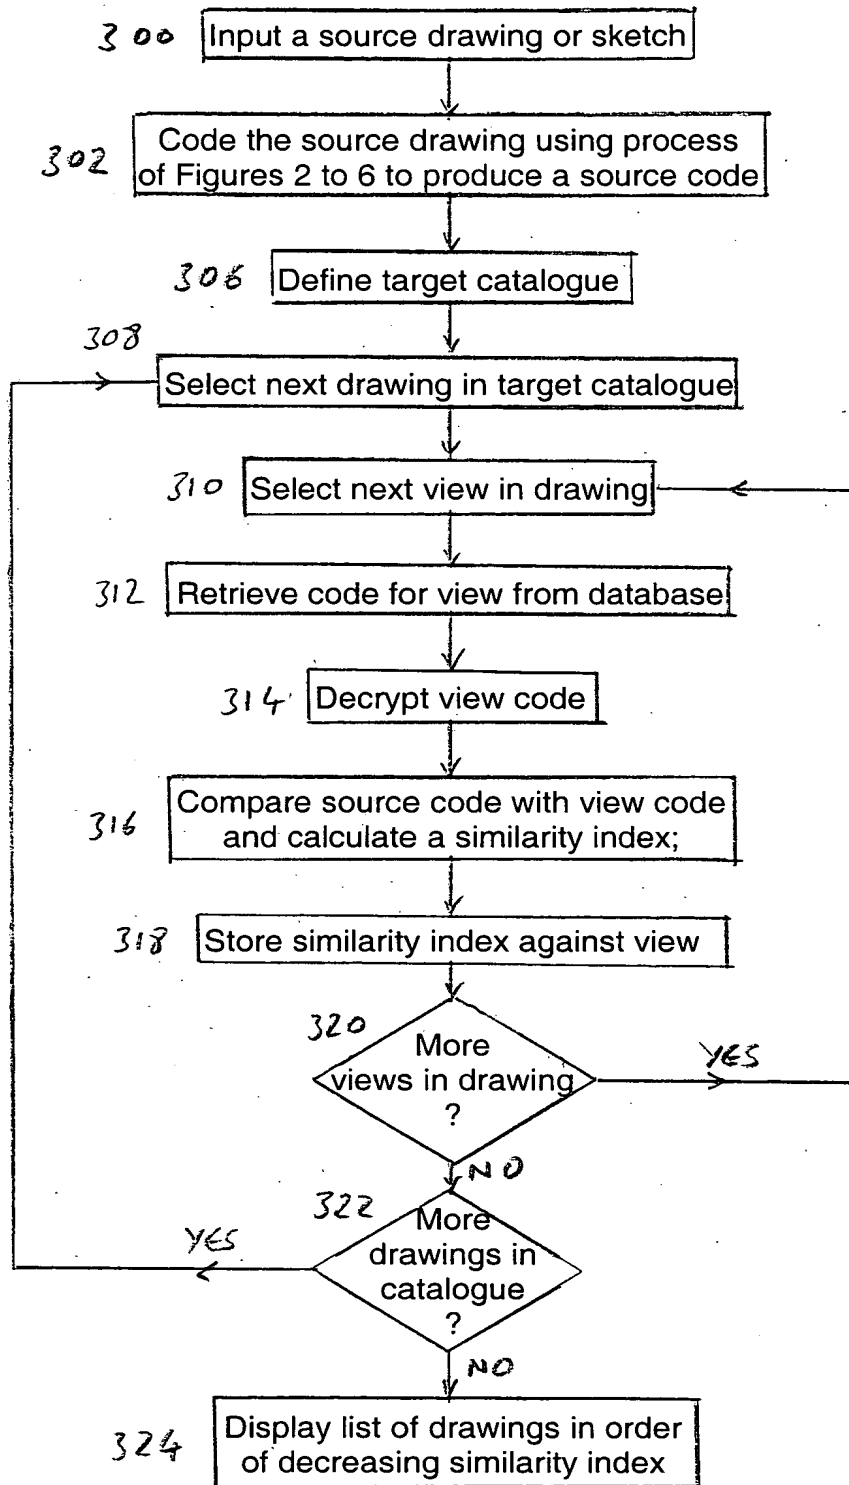 300 Input a source drawing or sketch
302 Code the source drawing using process
of Figures 2 to 6 to produce a source code
306 Define target catalogue
308
Select next drawing in target catalogue
310 Select next view in drawing
312 Retrieve code for view from database
314 Decrypt view code
316 Compare source code with view code
and calculate a similarity index;
318 Store similarity index against view
320
More
views in drawing
?
YES
NO
322
More
drawings in
catalogue
?
YES
NO
324 Display list of drawings in order
of decreasing similarity index